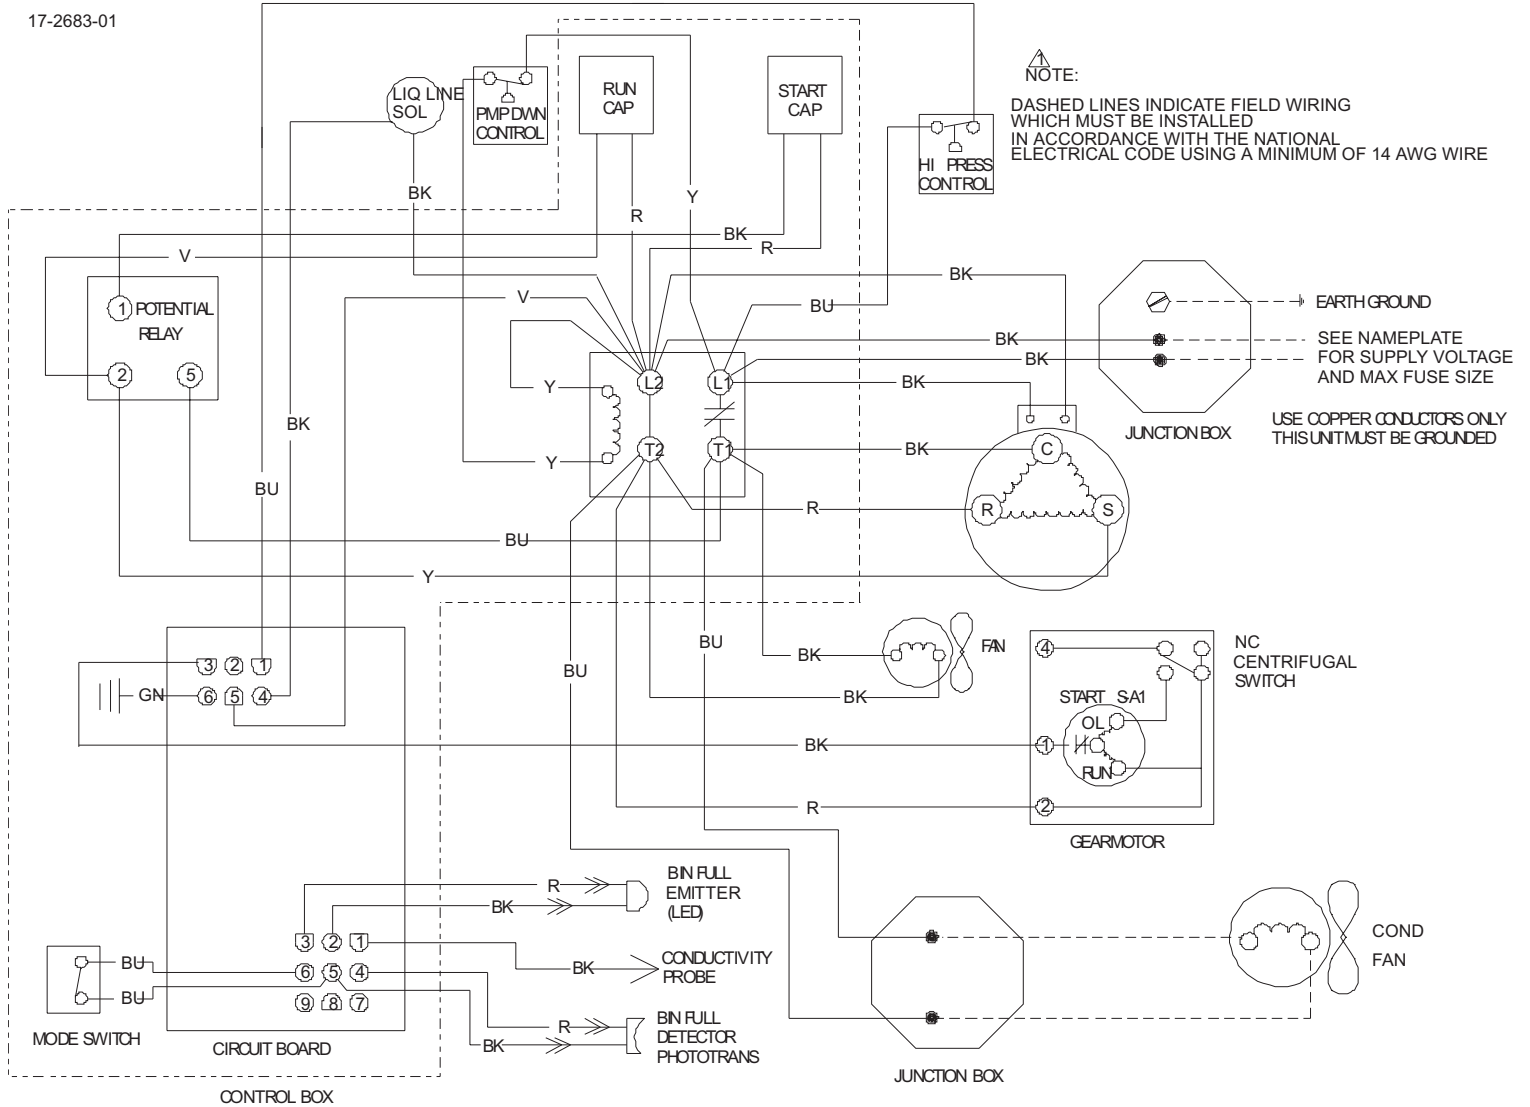 17-2683-01
1
NOTE:
DASHED LINES INDICATE FIELD WIRING
WHICH MUST BE INSTALLED
IN ACCORDANCE WITH THE NATIONAL
ELECTRICAL CODE USING A MINIMUM OF 14 AWG WIRE
LIQ LINE
SOL
PMP DWN
CONTROL
RUN
CAP
START
CAP
HI PRESS
CONTROL
BK
R
Y
BK
R
V
BK
V
BU
1
POTENTIAL
RELAY
2
5
EARTH GROUND
SEE NAMEPLATE
FOR SUPPLY VOLTAGE
AND MAX FUSE SIZE
BK
BK
BK
L2
L1
Y
Y
T2
T1
BK
C
R
S
JUNCTION BOX
USE COPPER CONDUCTORS ONLY
THIS UNIT MUST BE GROUNDED
BK
BU
R
BU
Y
BU
BU
BK
BK
FAN
3 2 1
6 5 4
GN
4
NC
CENTRIFUGAL
SWITCH
START S-A1
OL
1
RUN
2
GEARMOTOR
BK
R
R
BK
BIN FULL
EMITTER
(LED)
3 2 1
6 5 4
9 8 7
BU
BU
MODE SWITCH
CIRCUIT BOARD
CONTROL BOX
BK
CONDUCTIVITY
PROBE
R
BK
BIN FULL
DETECTOR
PHOTOTRANS
JUNCTION BOX
COND
FAN